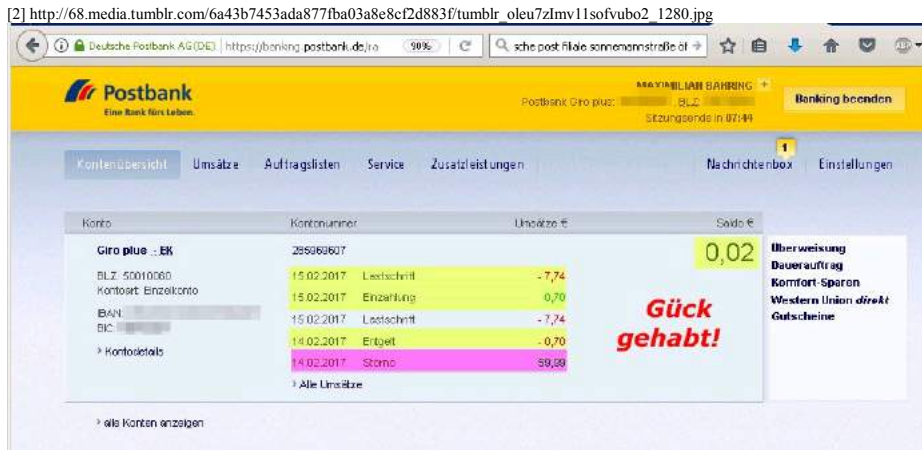 [2] http://68.media.tumblr.com/6a43b7453ada877fba03a8e8cf2d883f/tumblr_oleu7zImv11sofvubo2_1280.jpg
Deutsche Postbank AG (DE) https://banking.postbank.de/ro 90% sche post filiale sonnemannstraße öf
Postbank
Eine Bank fürs Leben.
MAXIMILIAN BÄHRING +
Postbank Giro plus: BLZ
Sitzungsende in 07:44
Banking beenden
Kontenübersicht Umsätze Auftragslisten Service Zusatzleistungen 1 Nachrichtenbox Einstellungen
Konto Kontonummer Umsätze € Saldo €
Giro plus - EK 285969607 0,02
BLZ: 50010060 15.02.2017 Lastschrift - 7,74
Kontoart: Einzelkonto 15.02.2017 Einzahlung 0,70
IBAN: 15.02.2017 Lastschrift - 7,74
BIC: 14.02.2017 Entgelt - 0,70
14.02.2017 Storno 59,99
› Kontodetails
› Alle Umsätze
Gück
gehabt!
Überweisung
Dauerauftrag
Komfort-Sparen
Western Union direkt
Gutscheine
› alle Konten anzeigen